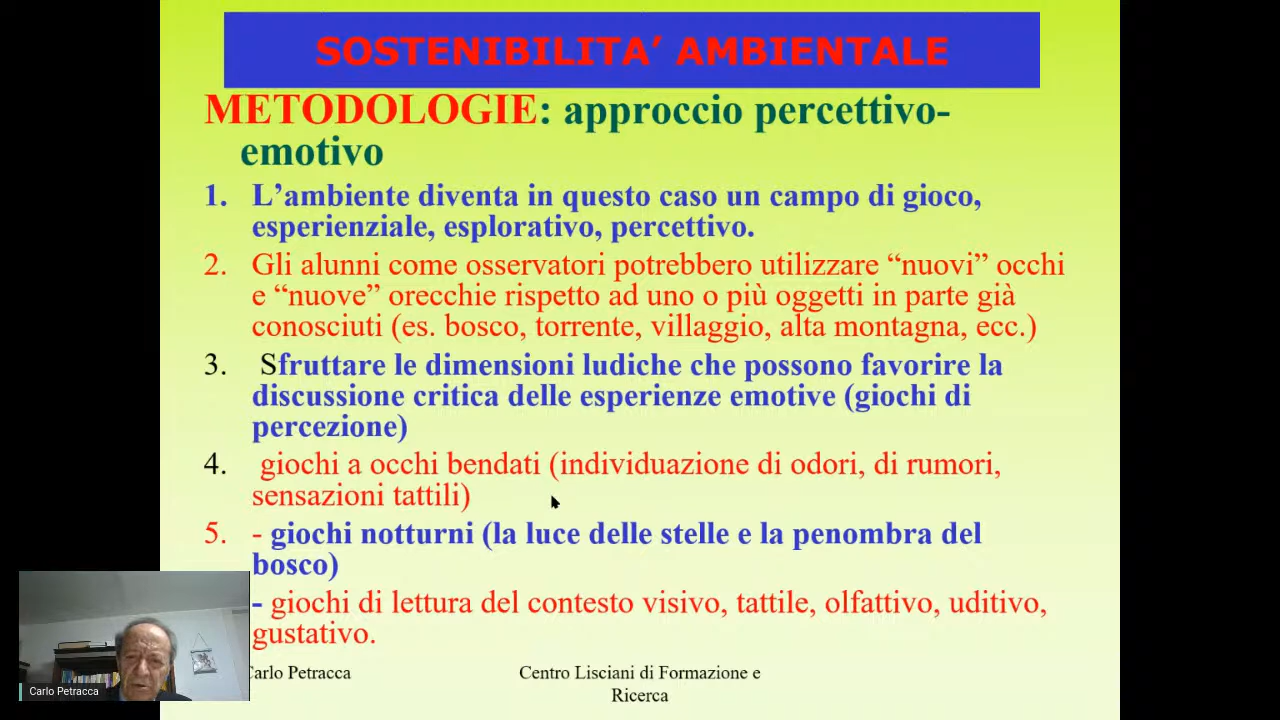 SOSTENIBILITA’ AMBIENTALE
METODOLOGIE: approccio percettivo-
emotivo
1. L’ambiente diventa in questo caso un campo di gioco,
esperienziale, esplorativo, percettivo.
2. Gli alunni come osservatori potrebbero utilizzare “nuovi” occhi
e “nuove” orecchie rispetto ad uno o più oggetti in parte già
conosciuti (es. bosco, torrente, villaggio, alta montagna, ecc.)
3. Sfruttare le dimensioni ludiche che possono favorire la
discussione critica delle esperienze emotive (giochi di
percezione)
4. giochi a occhi bendati (individuazione di odori, di rumori,
sensazioni tattili)
5. - giochi notturni (la luce delle stelle e la penombra del
bosco)
- giochi di lettura del contesto visivo, tattile, olfattivo, uditivo,
gustativo.
Carlo Petracca
arlo Petracca
Centro Lisciani di Formazione e
Ricerca